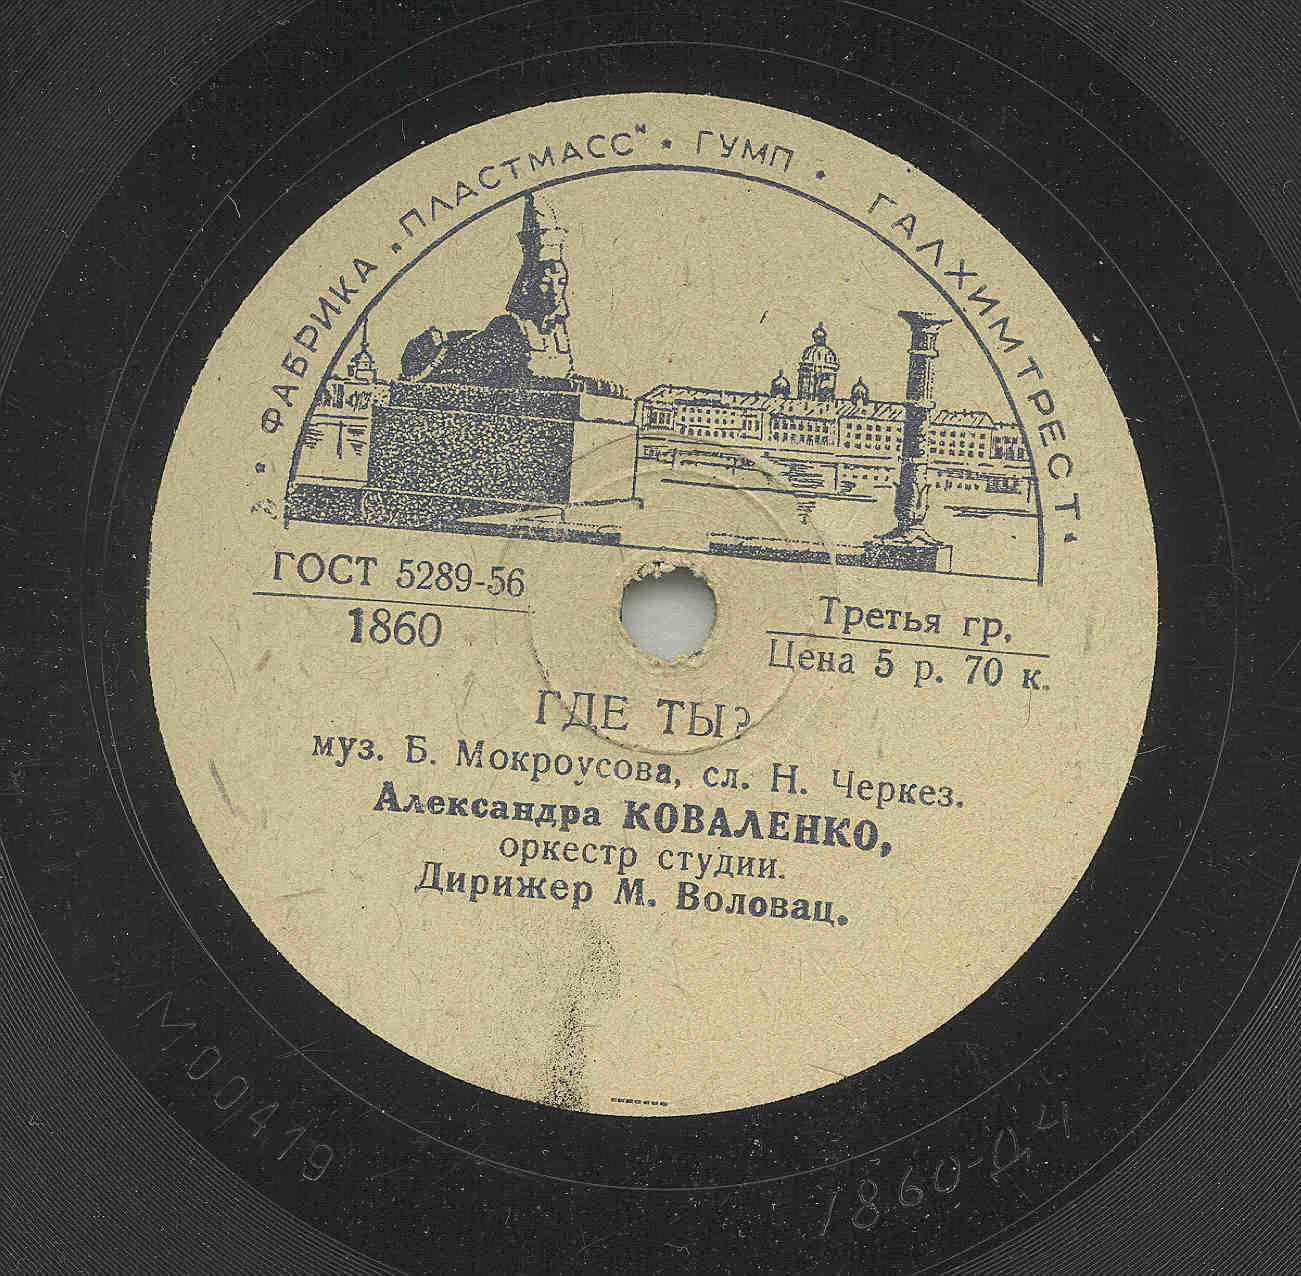 ФАБРИКА „ПЛАСТМАСС" • ГУМП • ГАЛХИМТРЕСТ •
ГОСТ 5289-56
1860
Третья гр.
Цена 5 р. 70 к.
ГДЕ ТЫ?
муз. Б. Мокроусова, сл. Н. Черкез.
Александра КОВАЛЕНКО,
оркестр студии.
Дирижер М. Воловац.
М00419
1860-Д4